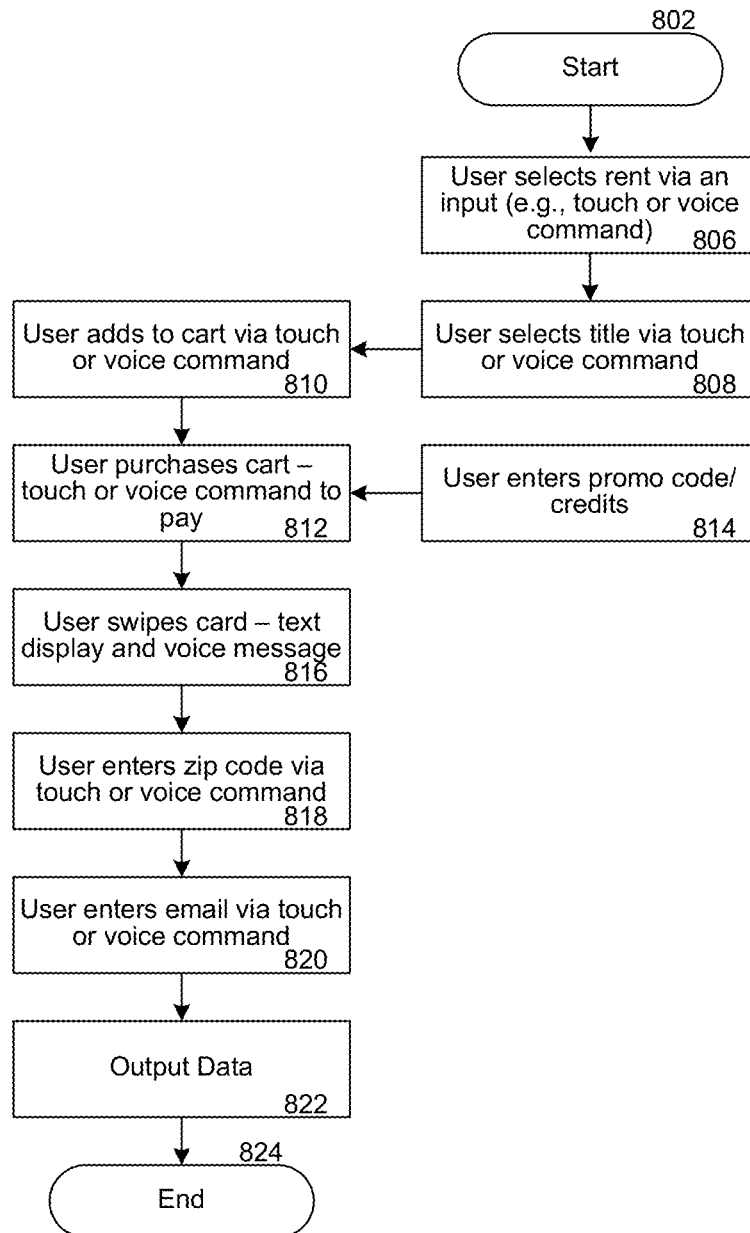 802
Start
User selects rent via an
input (e.g., touch or voice
command)
806
User selects title via touch
or voice command
808
User adds to cart via touch
or voice command
810
User purchases cart –
touch or voice command to
pay
812
User enters promo code/
credits
814
User swipes card – text
display and voice message
816
User enters zip code via
touch or voice command
818
User enters email via touch
or voice command
820
Output Data
822
824
End